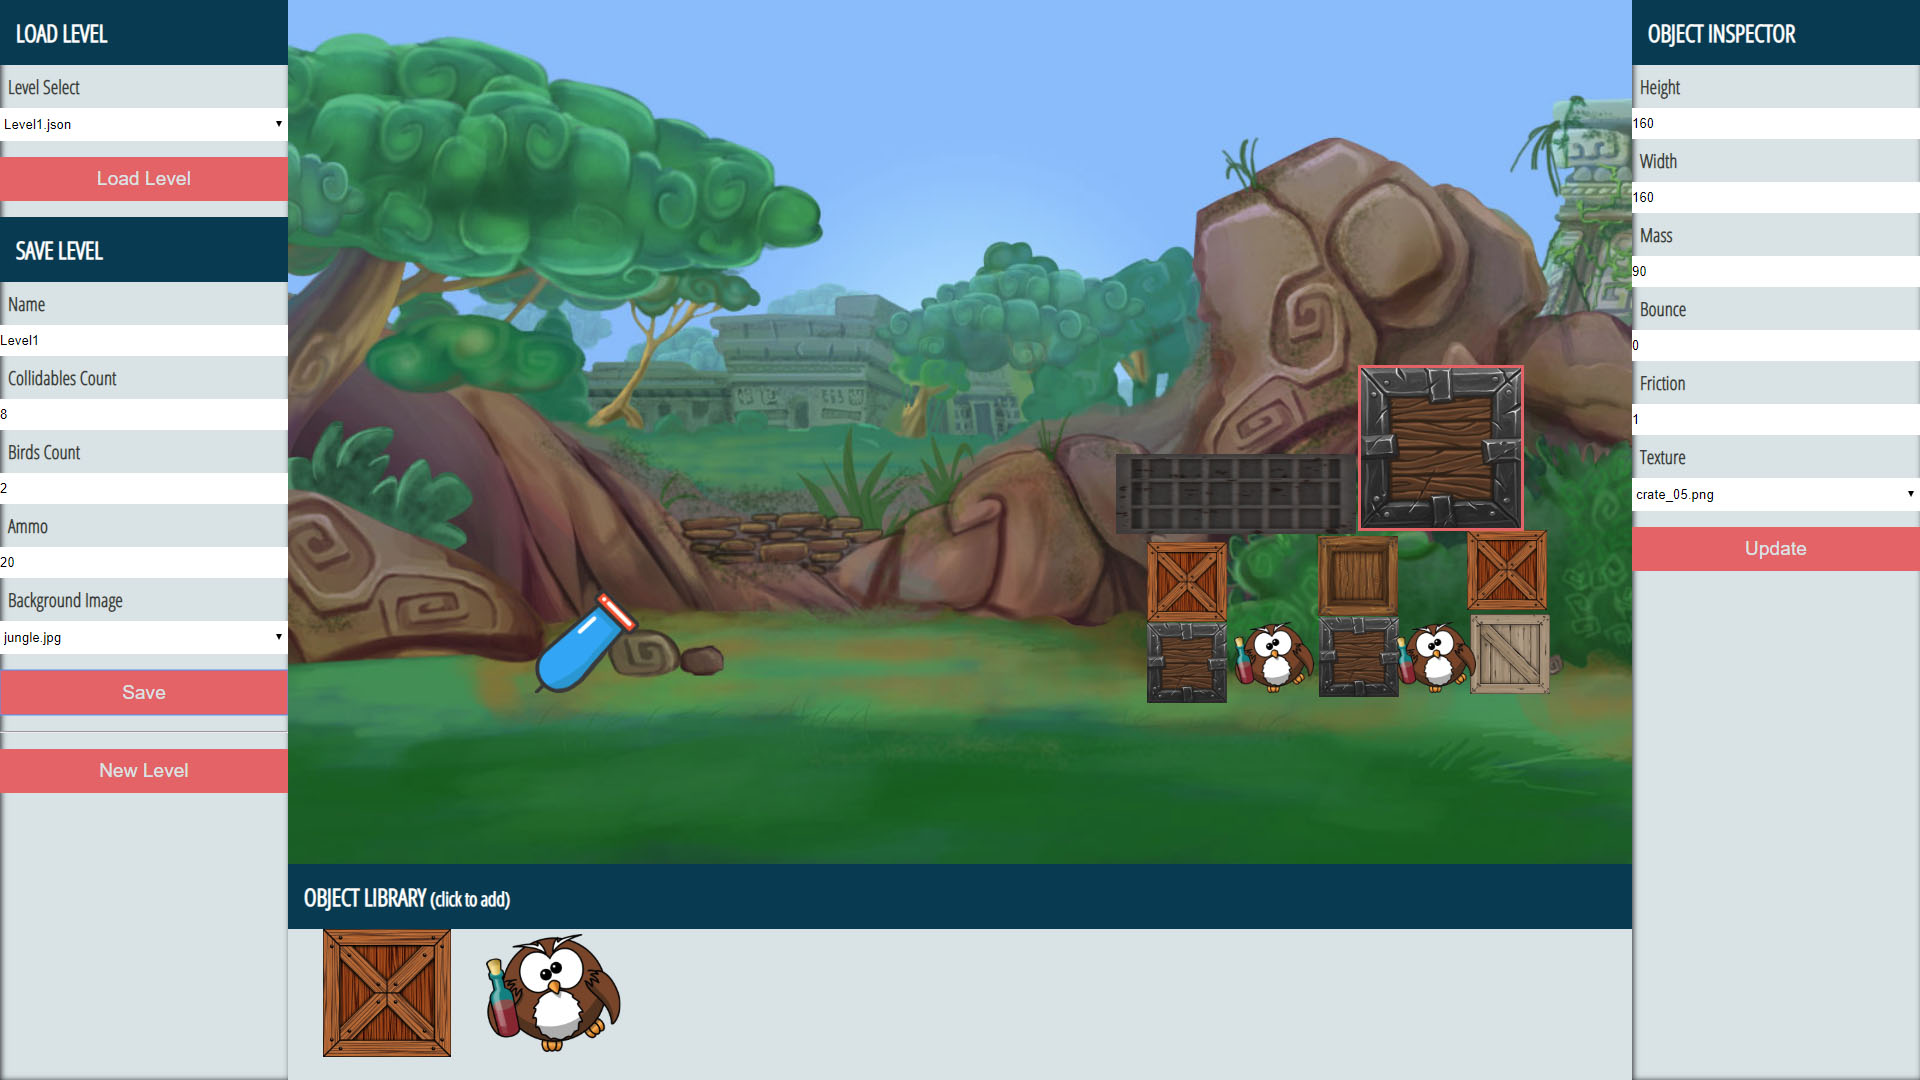 LOAD LEVEL
Level Select
Level1.json
Load Level
SAVE LEVEL
Name
Level1
Collidables Count
8
Birds Count
2
Ammo
20
Background Image
jungle.jpg
Save
New Level
OBJECT LIBRARY (click to add)
OBJECT INSPECTOR
Height
160
Width
160
Mass
90
Bounce
0
Friction
1
Texture
crate_05.png
Update